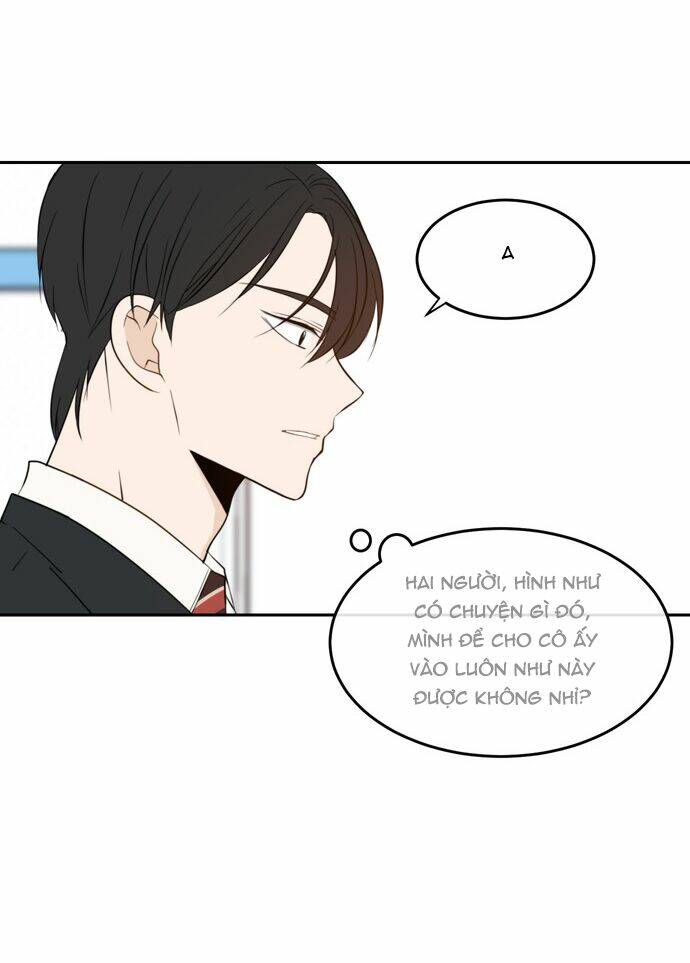 A
HAI NGƯỜI, HÌNH NHƯ
CÓ CHUYỆN GÌ ĐÓ,
MÌNH ĐỂ CHO CÔ ẤY
VÀO LUÔN NHƯ NÀY
ĐƯỢC KHÔNG NHỈ?